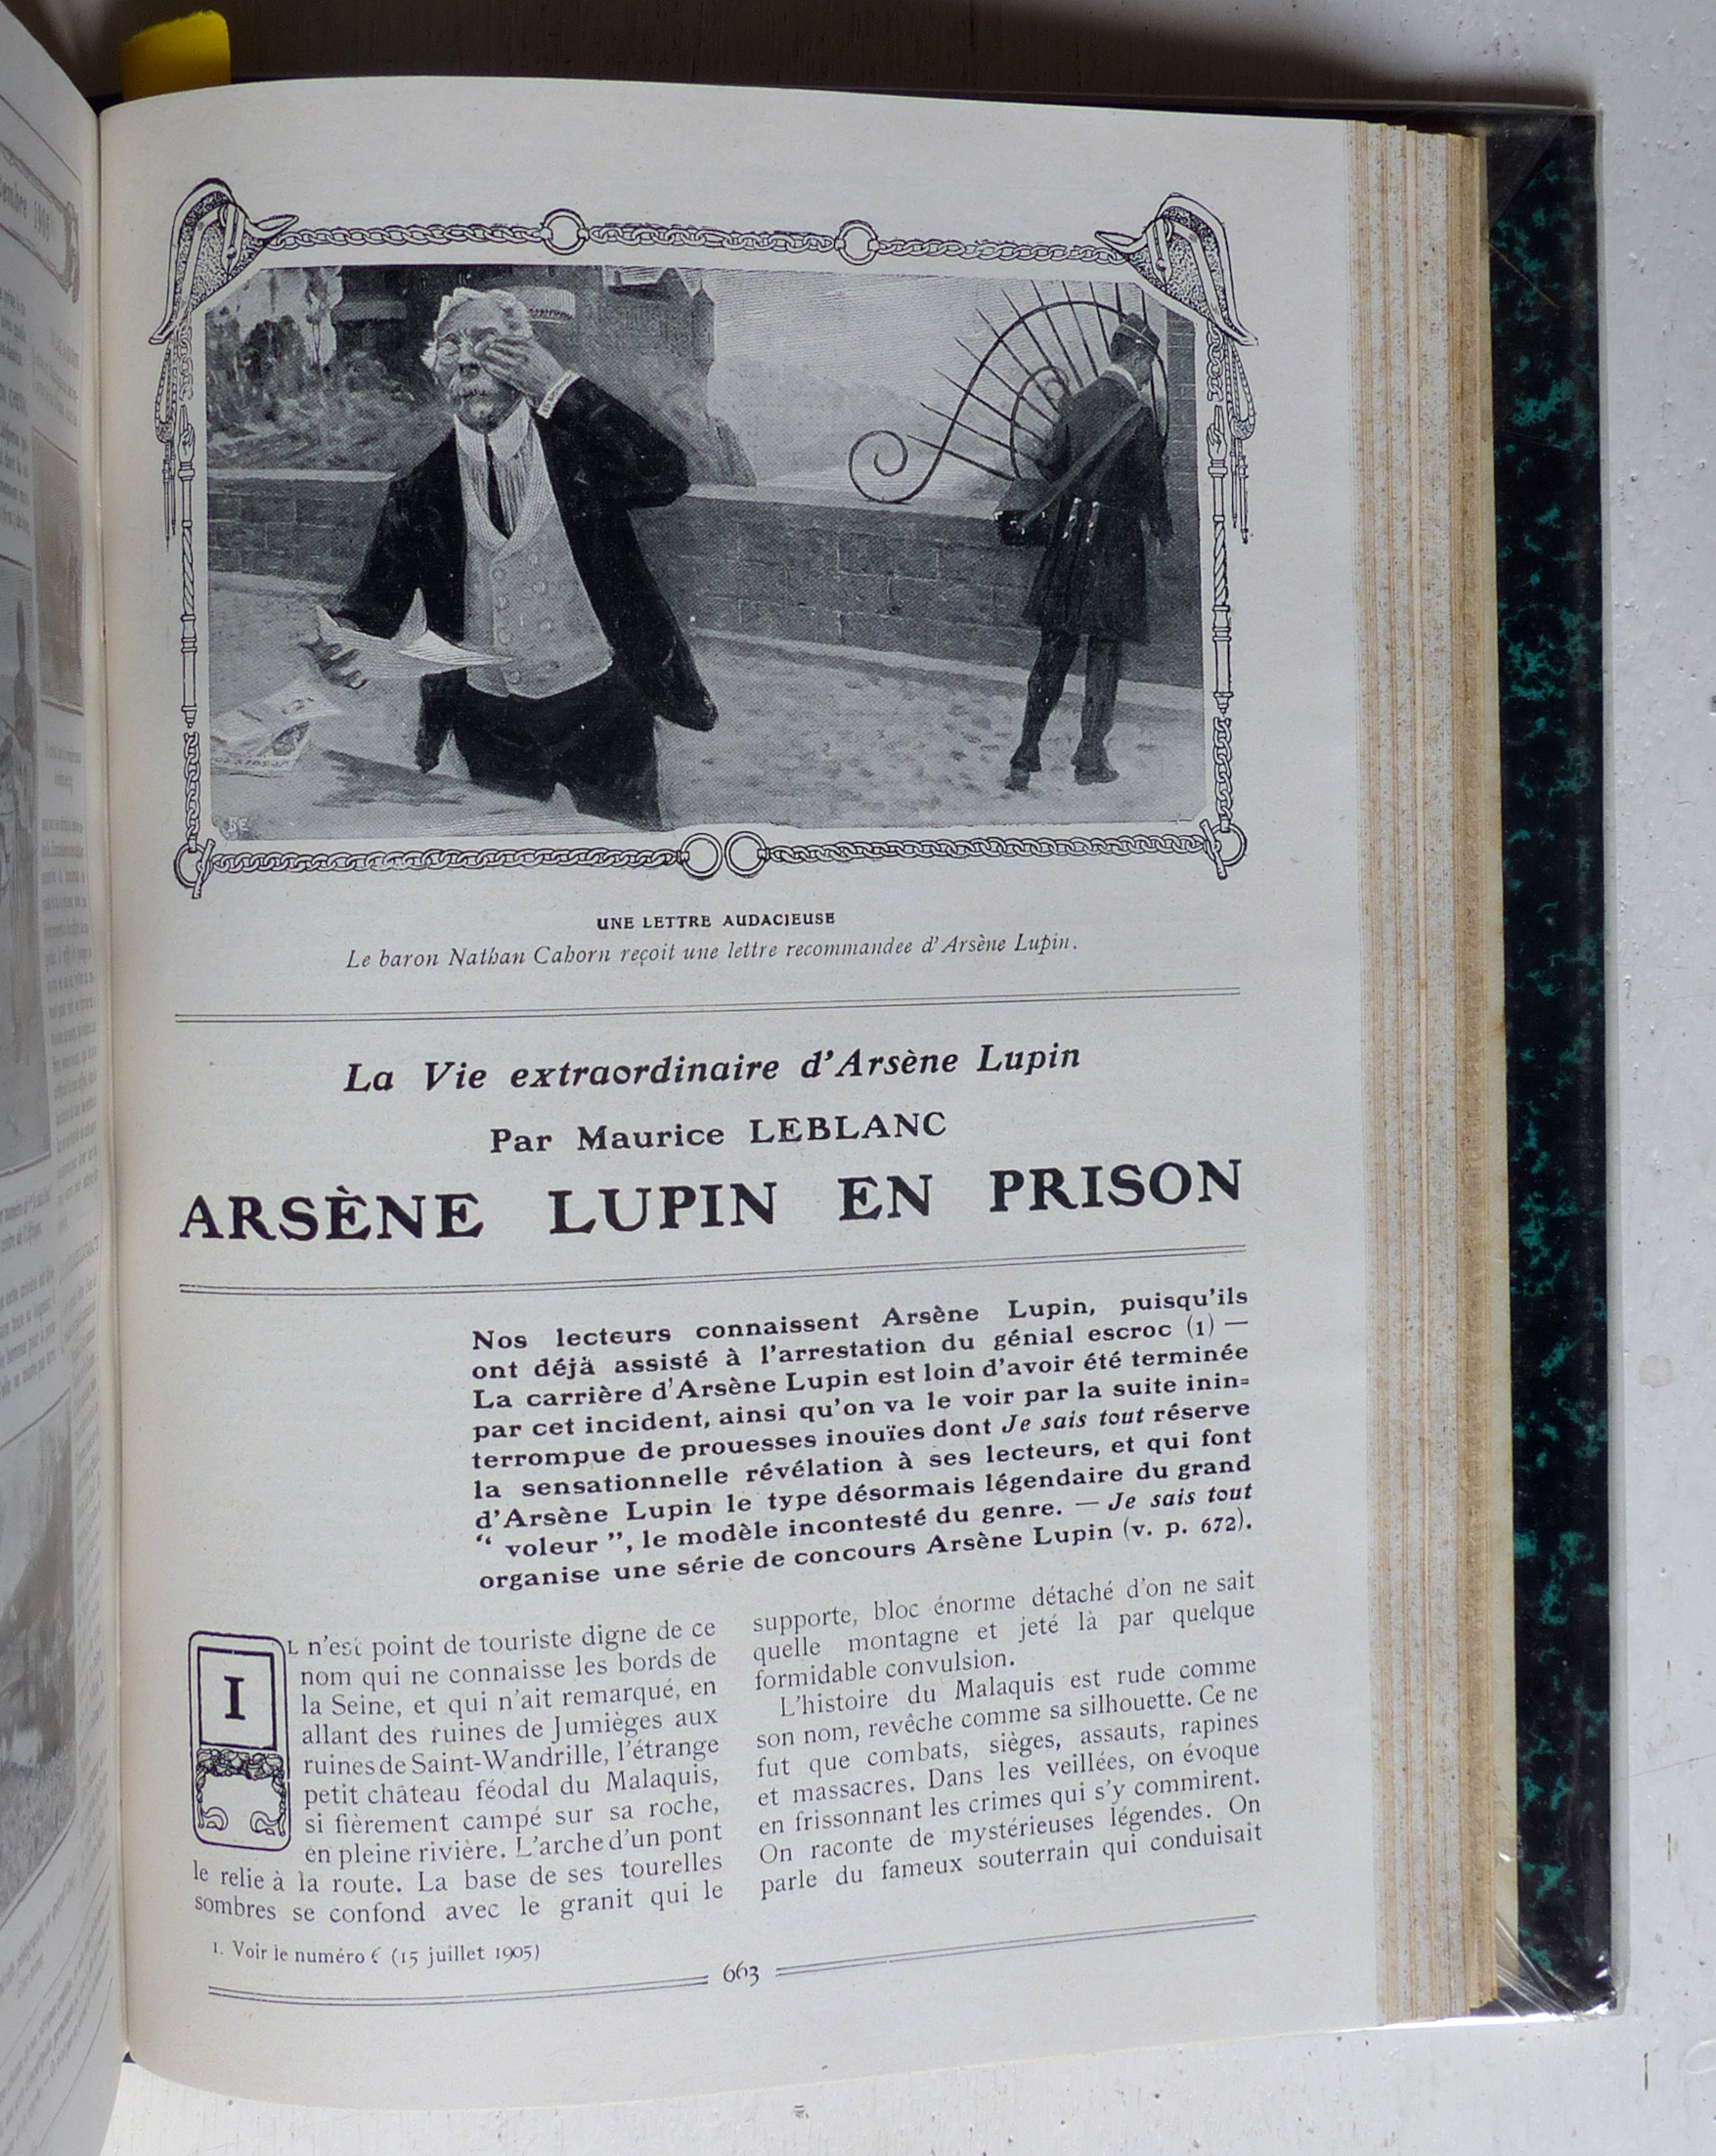 UNE LETTRE AUDACIEUSE
Le baron Nathan Cahorn reçoit une lettre recommandee d'Arsène Lupin.
La Vie extraordinaire d'Arsène Lupin
Par Maurice LEBLANC
ARSÈNE LUPIN EN PRISON
Nos lecteurs connaissent Arsène Lupin, puisqu'ils
ont déjà assisté à l'arrestation du génial escroc (1) —
La carrière d'Arsène Lupin est loin d'avoir été terminée
par cet incident, ainsi qu'on va le voir par la suite inin=
terrompue de prouesses inouïes dont Je sais tout réserve
la sensationnelle révélation à ses lecteurs, et qui font
d'Arsène Lupin le type désormais légendaire du grand
“ voleur ”, le modèle incontesté du genre. — Je sais tout
organise une série de concours Arsène Lupin (v. p. 672).
IL n'est point de touriste digne de ce
nom qui ne connaisse les bords de
la Seine, et qui n'ait remarqué, en
allant des ruines de Jumièges aux
ruines de Saint-Wandrille, l'étrange
petit château féodal du Malaquis,
si fièrement campé sur sa roche,
en pleine rivière. L'arche d'un pont
le relie à la route. La base de ses tourelles
sombres se confond avec le granit qui le
supporte, bloc énorme détaché d'on ne sait
quelle montagne et jeté là par quelque
formidable convulsion.
L'histoire du Malaquis est rude comme
son nom, revêche comme sa silhouette. Ce ne
fut que combats, sièges, assauts, rapines
et massacres. Dans les veillées, on évoque
en frissonnant les crimes qui s'y commirent.
On raconte de mystérieuses légendes. On
parle du fameux souterrain qui conduisait
1. Voir le numéro (15 juillet 1905)
663